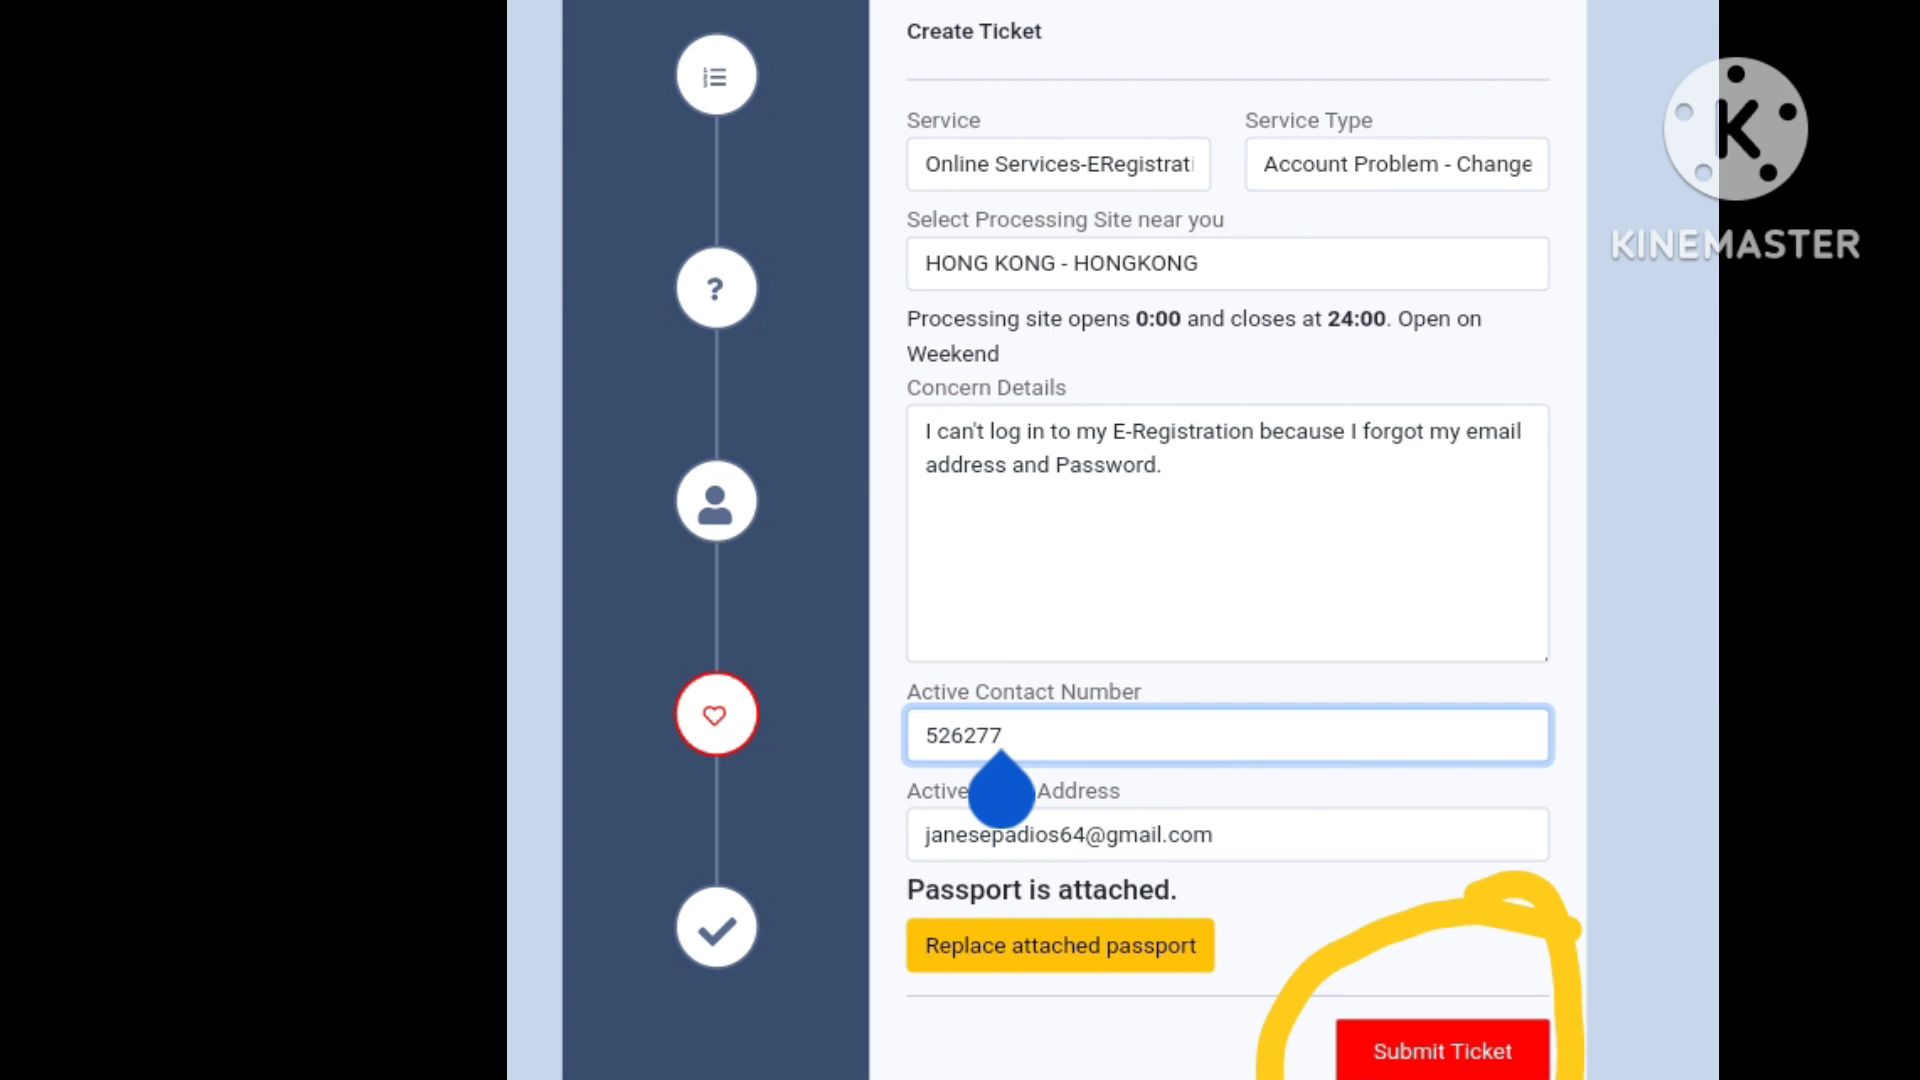 Create Ticket
Service
Service Type
Online Services-ERegistrati
Account Problem - Change
Select Processing Site near you
HONG KONG - HONGKONG
Processing site opens 0:00 and closes at 24:00. Open on
Weekend
Concern Details
I can't log in to my E-Registration because I forgot my email
address and Password.
Active Contact Number
526277
Active Address
janesepadios64@gmail.com
Passport is attached.
Replace attached passport
Submit Ticket
K
KINEMASTER